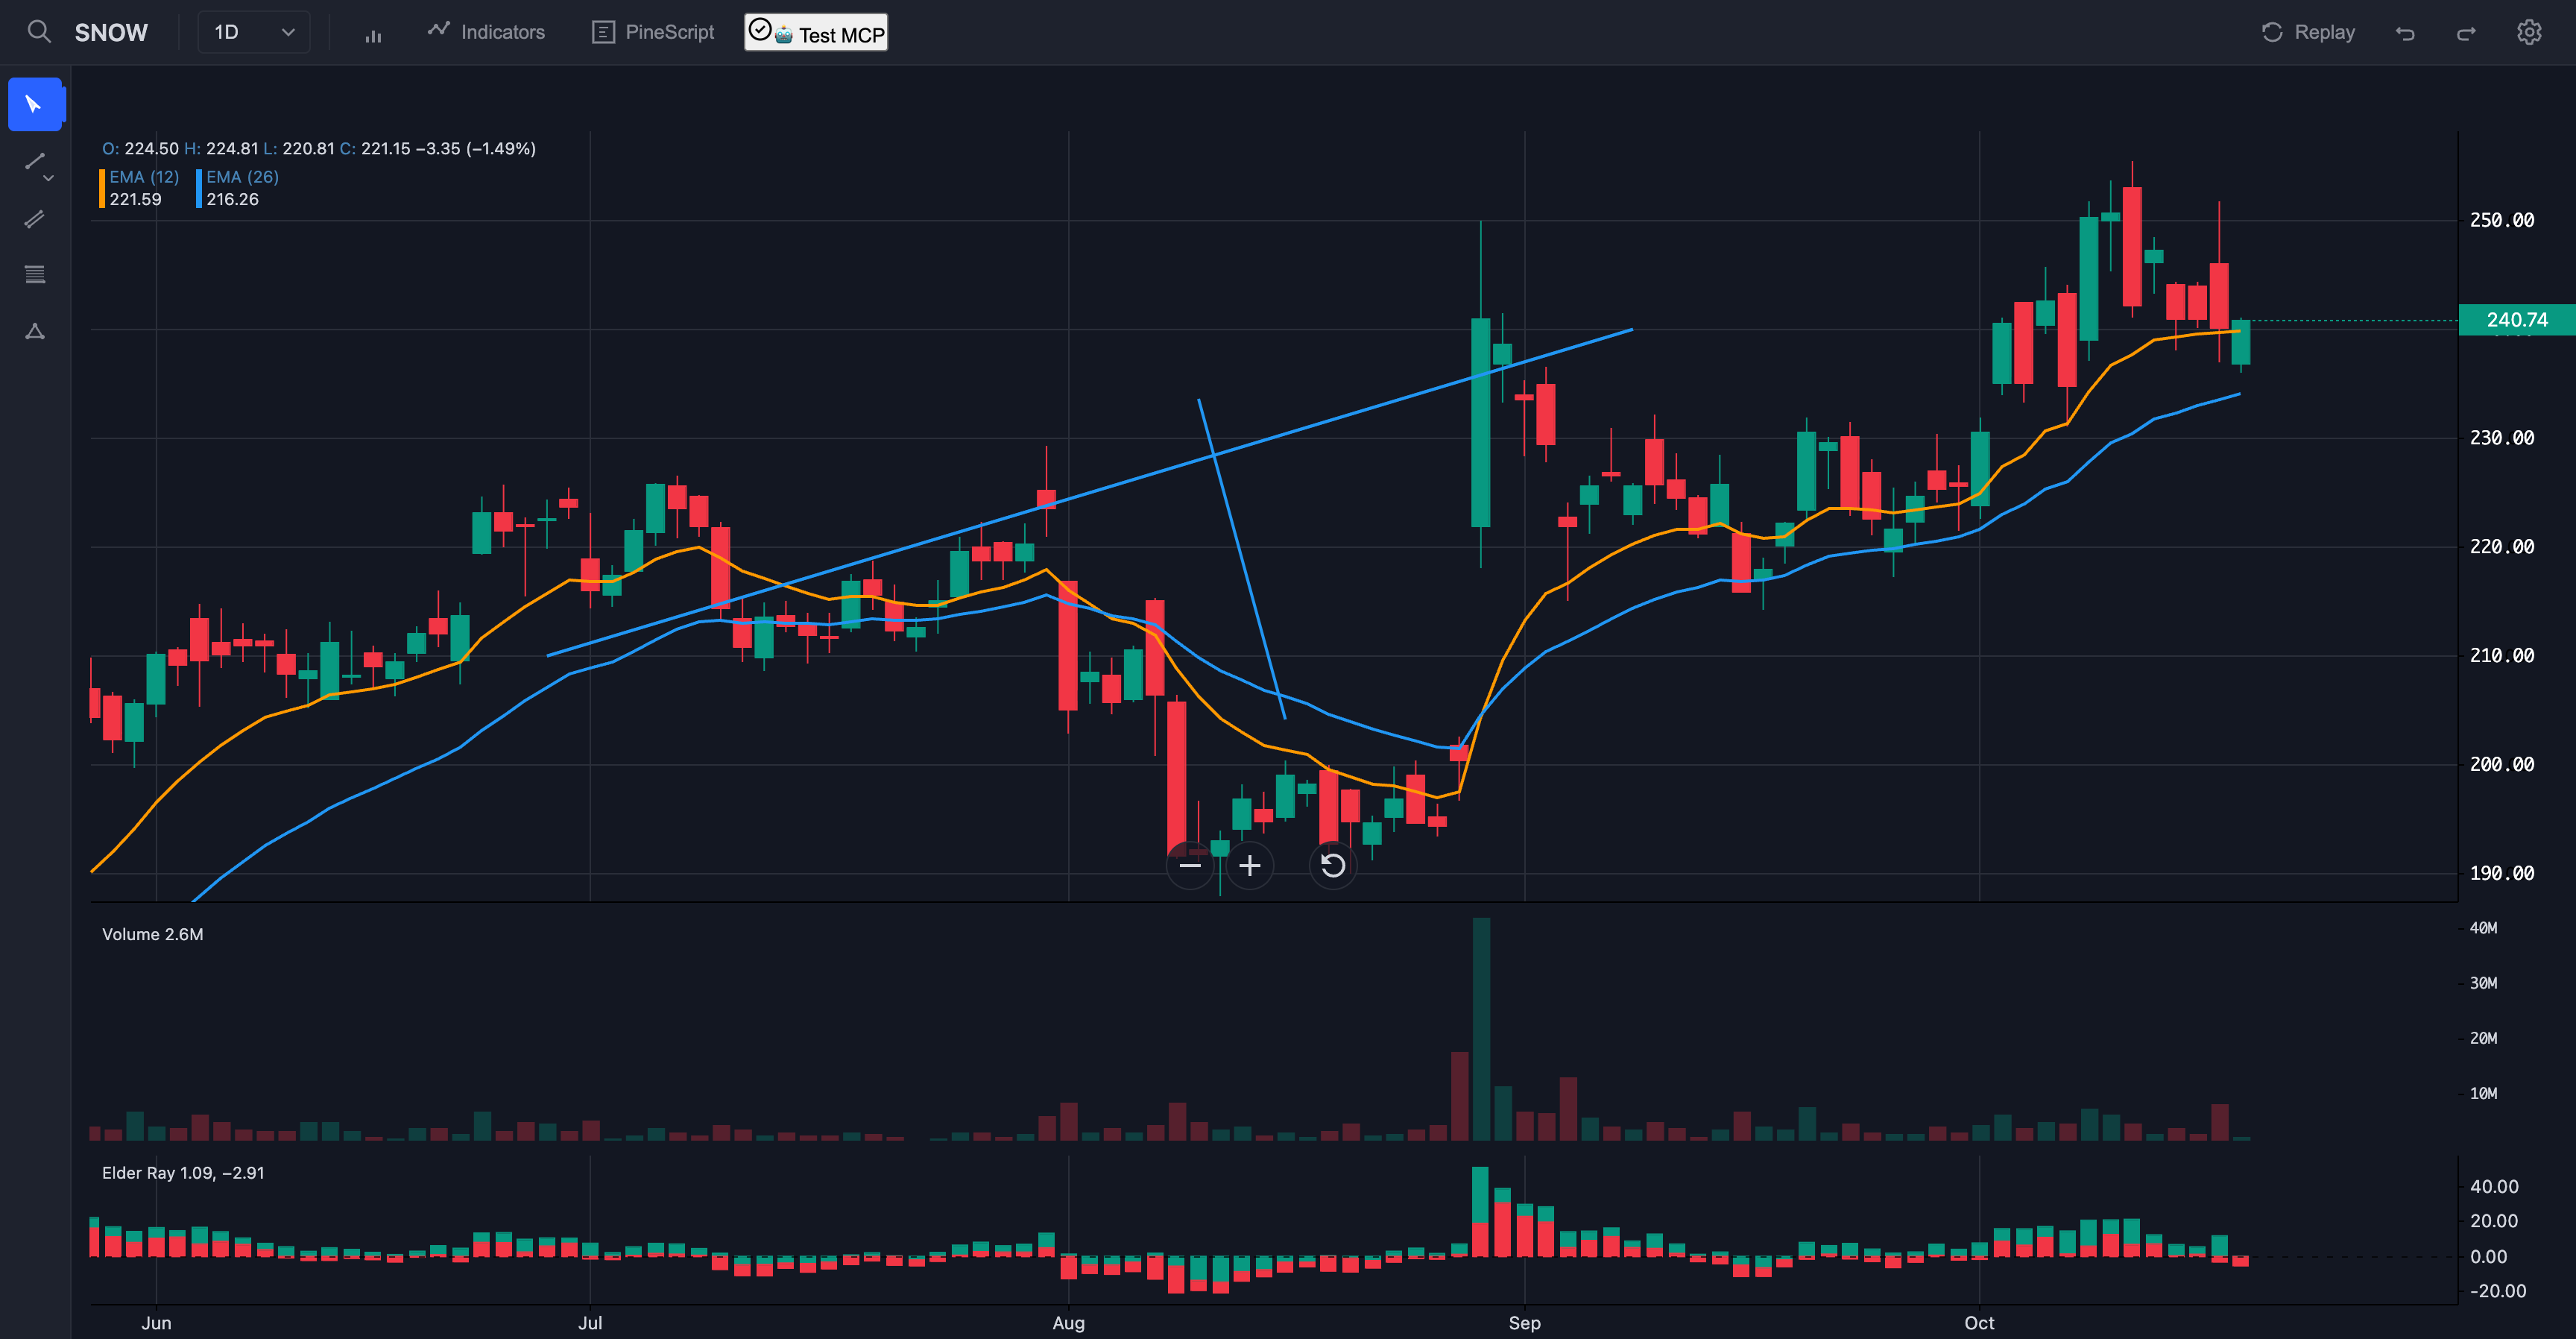 SNOW 1D Indicators PineScript 🤖 Test MCP Replay
O: 224.50 H: 224.81 L: 220.81 C: 221.15 −3.35 (−1.49%)
EMA (12) EMA (26)
221.59 216.26
250.00
240.74
230.00
220.00
210.00
200.00
190.00
Volume 2.6M
40M
30M
20M
10M
Elder Ray 1.09, −2.91
40.00
20.00
0.00
-20.00
Jun Jul Aug Sep Oct